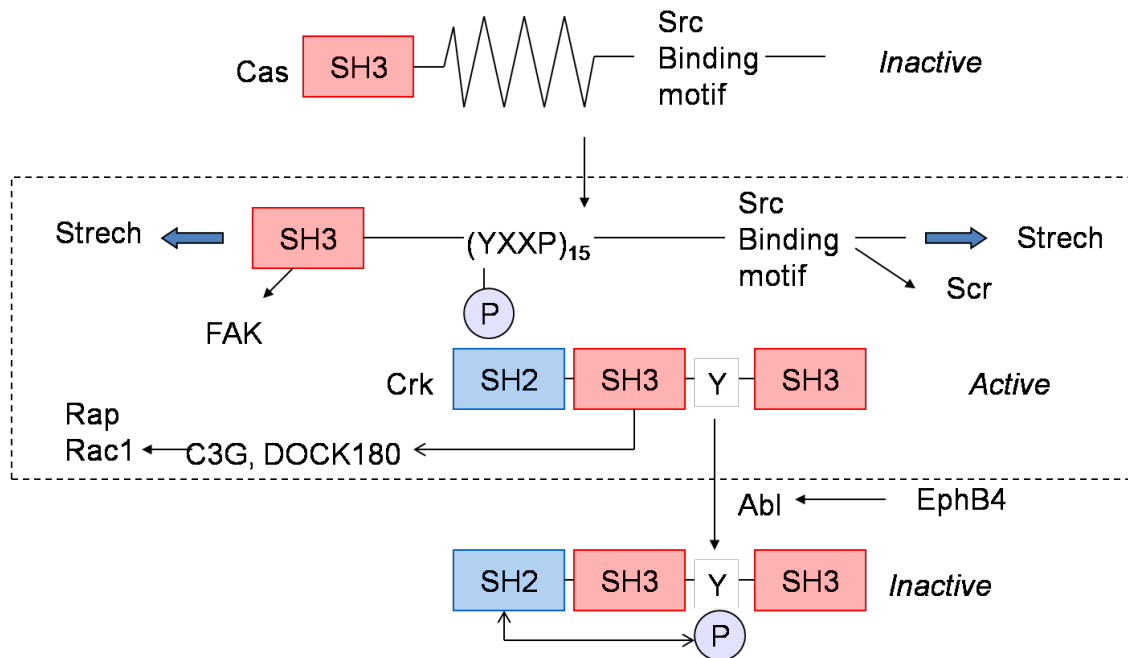 Cas
SH3
Src
Binding
motif
Inactive
Strech
SH3
(YXXP)15
Src
Binding
motif
Strech
Scr
FAK
P
Crk
SH2
SH3
Y
SH3
Active
Rap
Rac1
C3G, DOCK180
Abl
EphB4
SH2
SH3
Y
SH3
Inactive
P